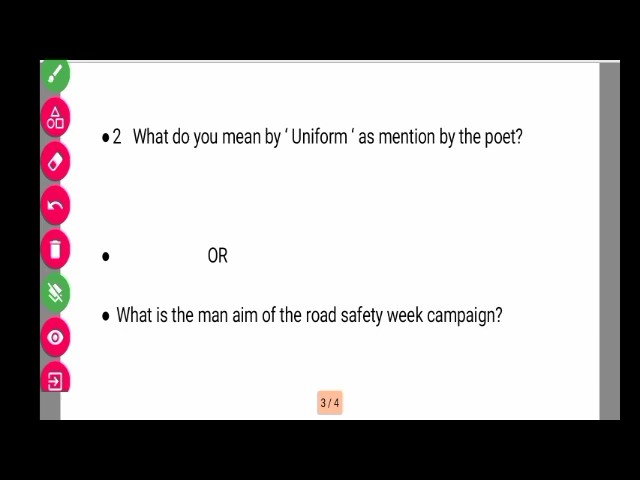 ●2 What do you mean by ‘ Uniform ‘ as mention by the poet?
● OR
● What is the man aim of the road safety week campaign?
3 / 4